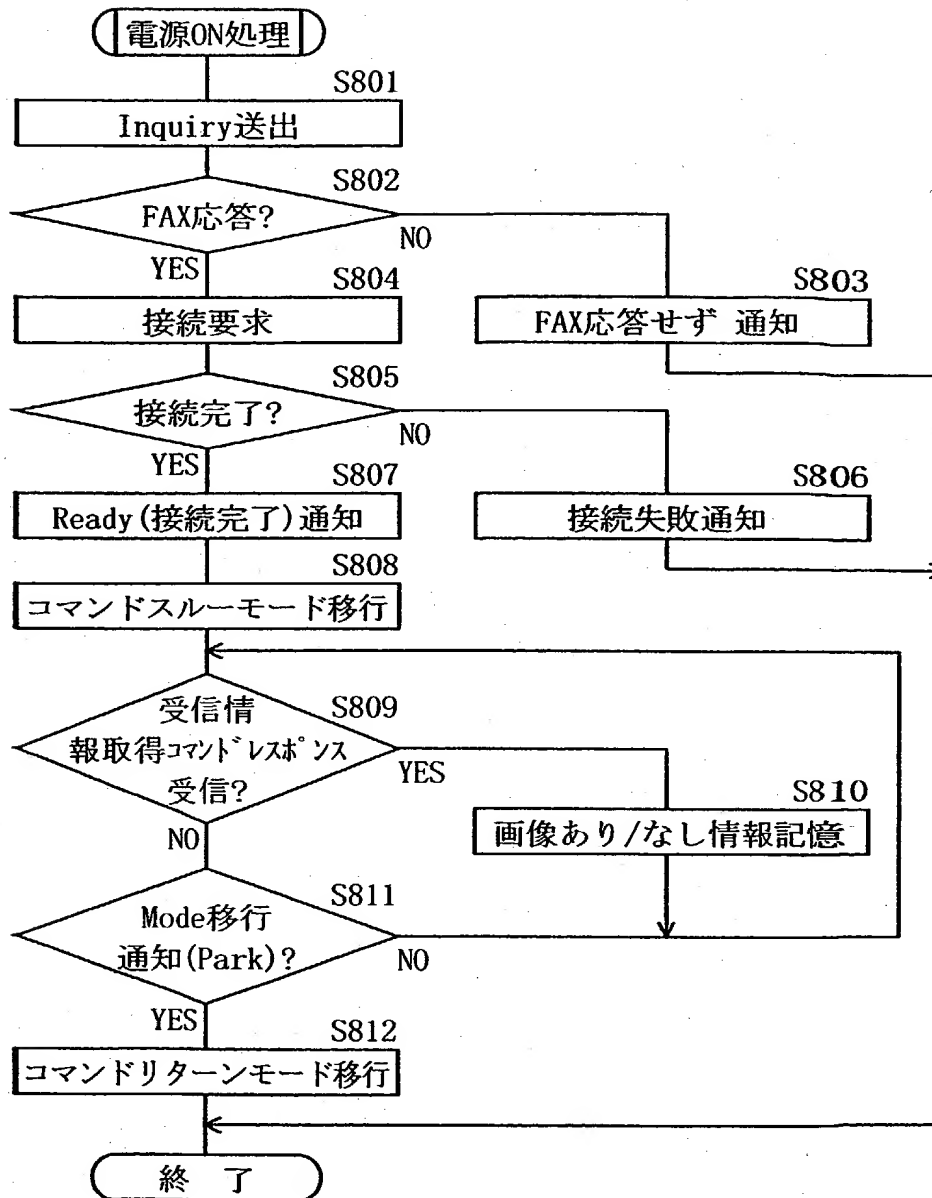 電源ON処理
S801
Inquiry送出
S802
FAX応答?
NO
YES
S804
S803
接続要求
FAX応答せず 通知
S805
接続完了?
NO
YES
S807
S806
Ready(接続完了)通知
接続失敗通知
S808
コマンドスルーモード移行
受信情
S809
報取得コマンドレスポンス
受信?
YES
S810
画像あり/なし情報記憶
NO
S811
Mode移行
通知(Park)?
NO
YES
S812
コマンドリターンモード移行
終 了